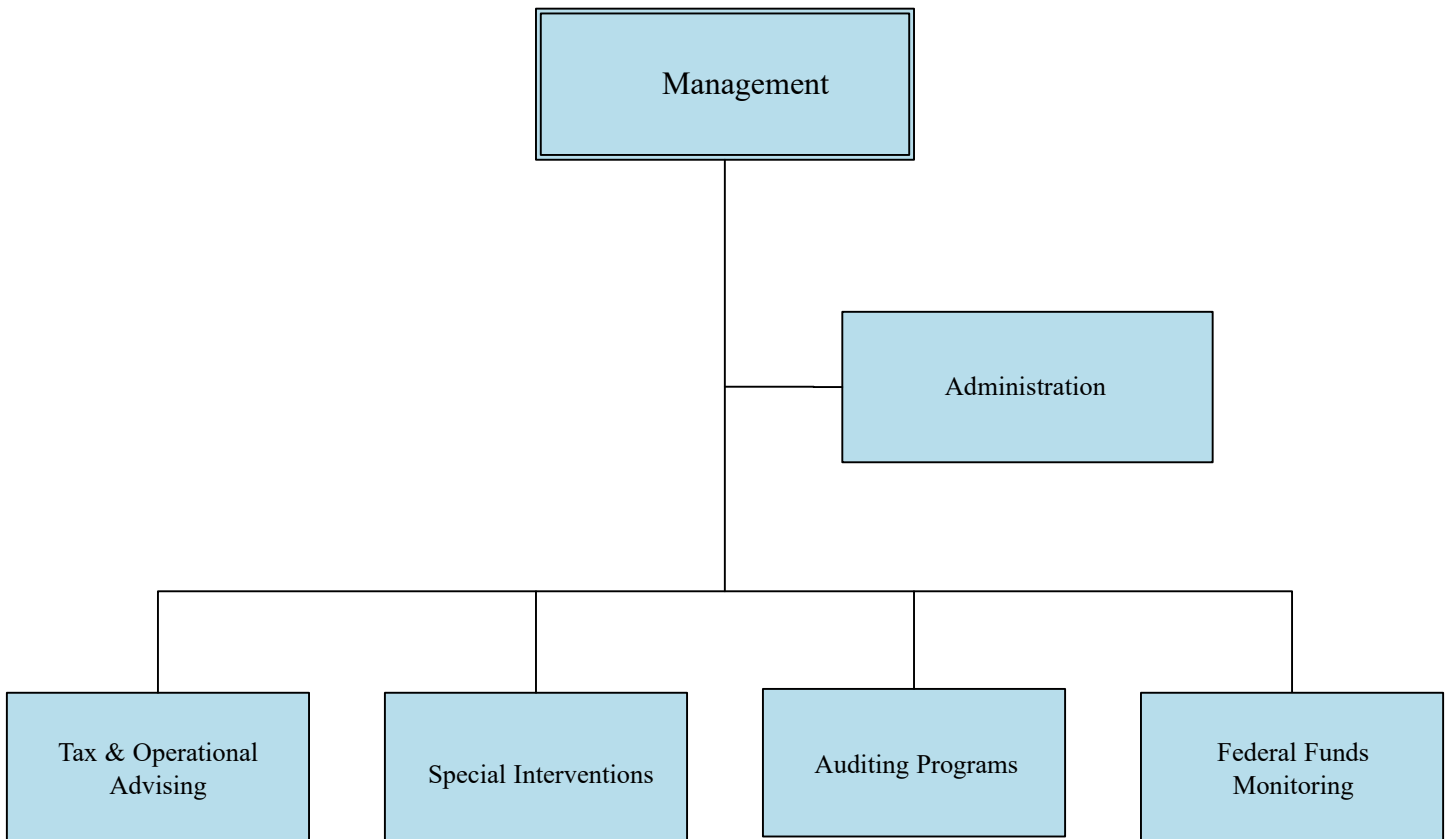 Management
Administration
Tax & Operational
Advising
Special Interventions
Auditing Programs
Federal Funds
Monitoring